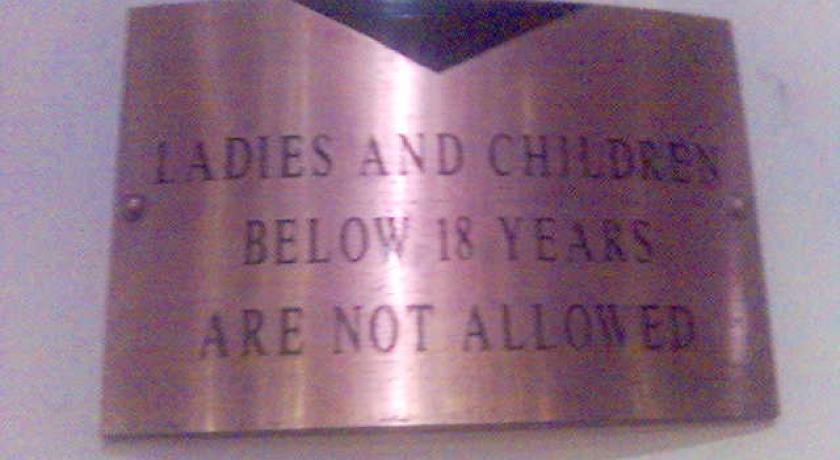 LADIES AND CHILDREN
BELOW 18 YEARS
ARE NOT ALLOWED